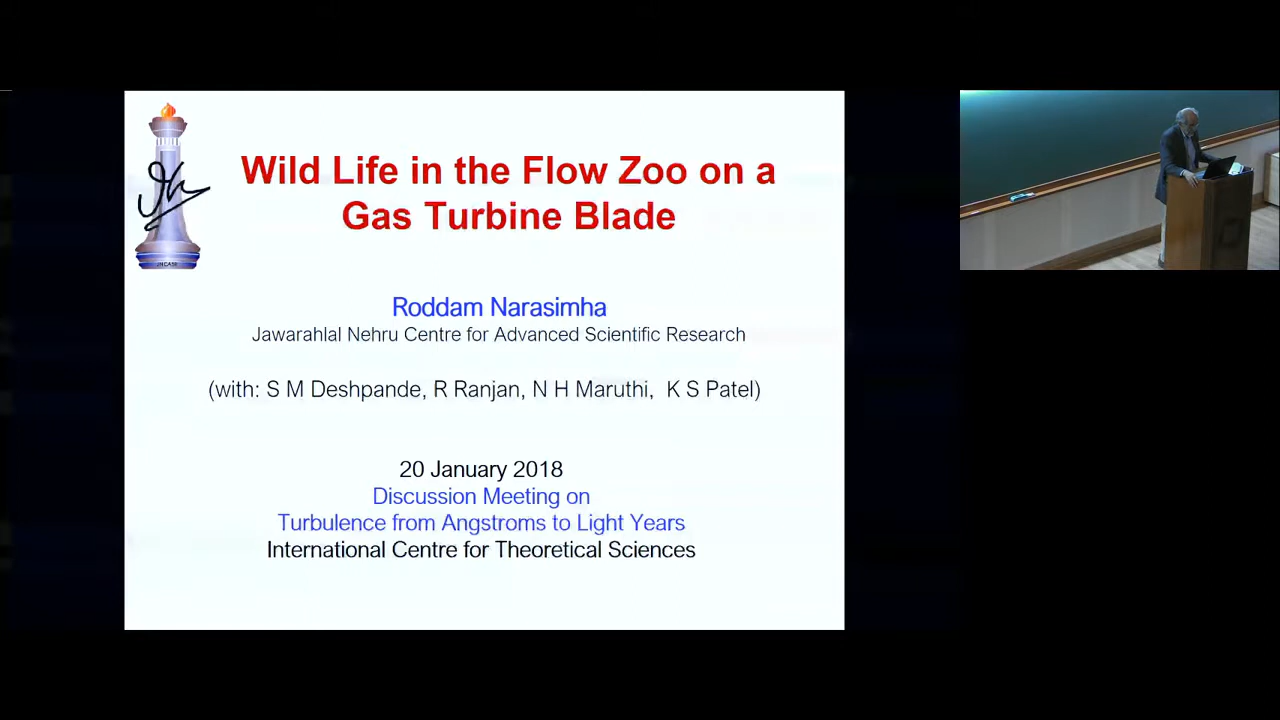 Wild Life in the Flow Zoo on a
Gas Turbine Blade
Roddam Narasimha
Jawarahlal Nehru Centre for Advanced Scientific Research
(with: S M Deshpande, R Ranjan, N H Maruthi, K S Patel)
20 January 2018
Discussion Meeting on
Turbulence from Angstroms to Light Years
International Centre for Theoretical Sciences